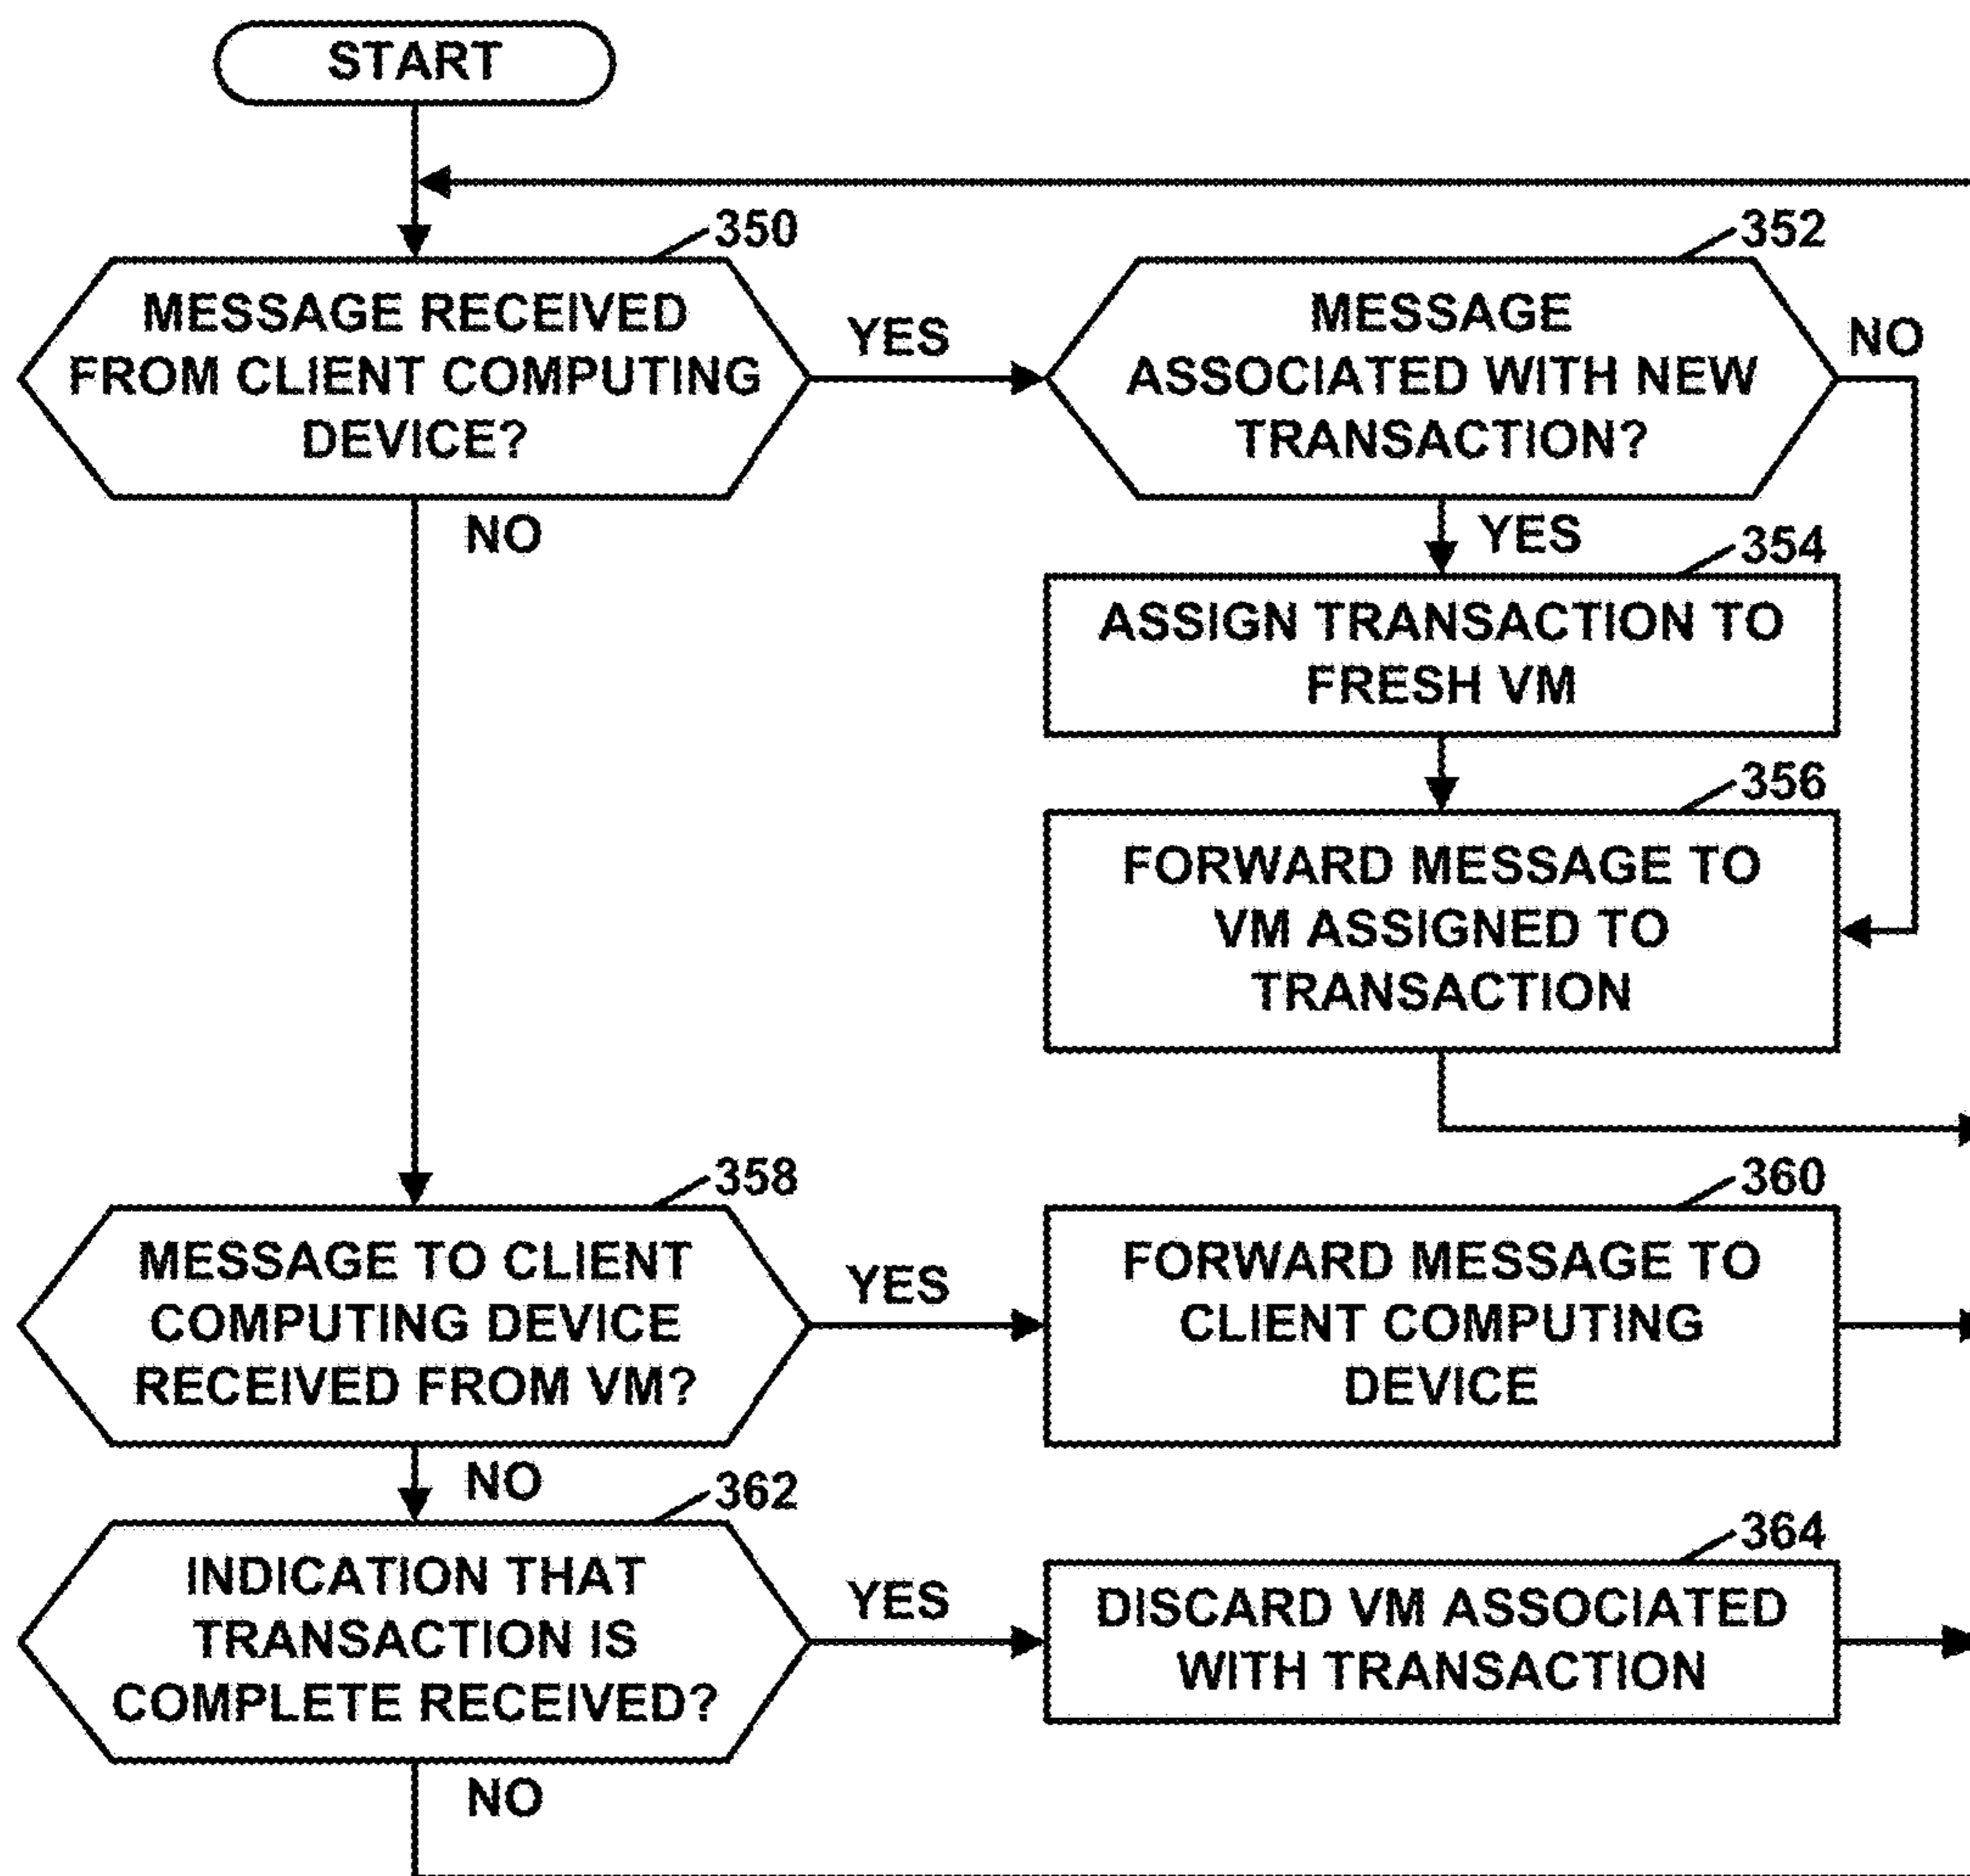 START
350
MESSAGE RECEIVED
FROM CLIENT COMPUTING
DEVICE?
YES
NO
352
MESSAGE
ASSOCIATED WITH NEW
TRANSACTION?
NO
YES
354
ASSIGN TRANSACTION TO
FRESH VM
356
FORWARD MESSAGE TO
VM ASSIGNED TO
TRANSACTION
358
MESSAGE TO CLIENT
COMPUTING DEVICE
RECEIVED FROM VM?
YES
NO
360
FORWARD MESSAGE TO
CLIENT COMPUTING
DEVICE
362
INDICATION THAT
TRANSACTION IS
COMPLETE RECEIVED?
YES
NO
364
DISCARD VM ASSOCIATED
WITH TRANSACTION